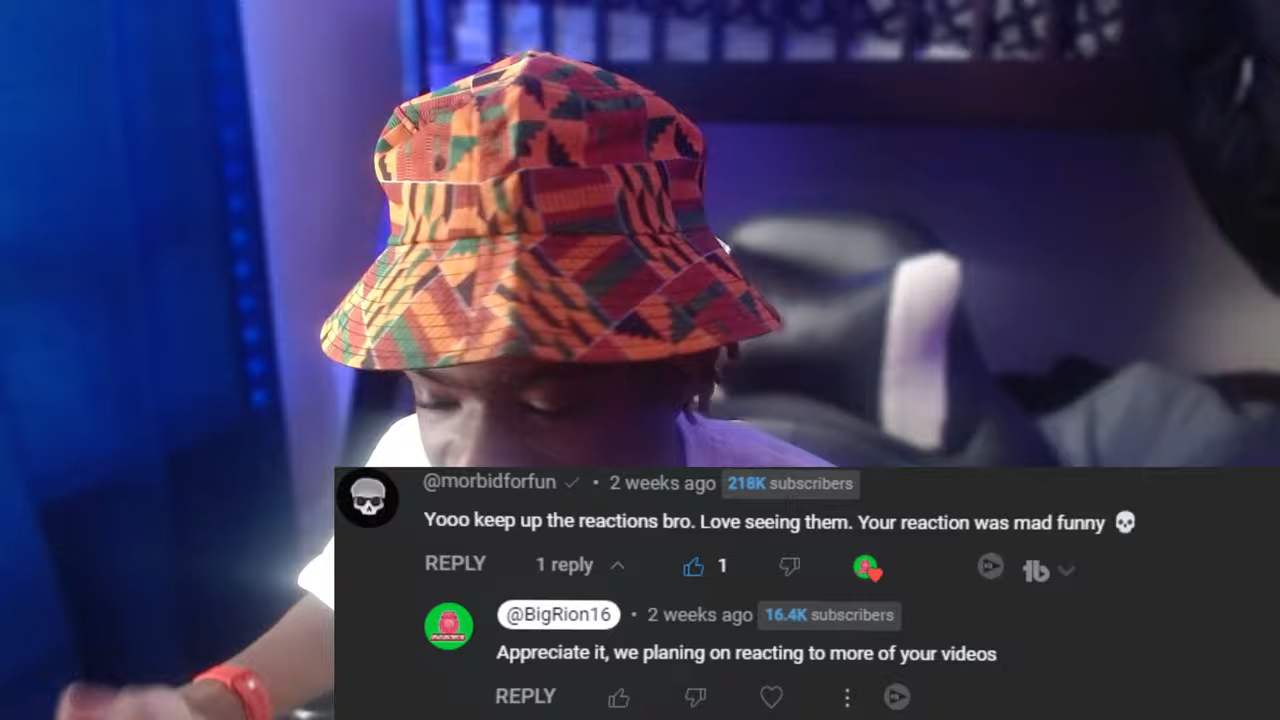 @morbidforfun ✓ • 2 weeks ago 218K subscribers
Yooo keep up the reactions bro. Love seeing them. Your reaction was mad funny 💀
REPLY 1 reply 1
@BigRion16 • 2 weeks ago 16.4K subscribers
Appreciate it, we planing on reacting to more of your videos
REPLY